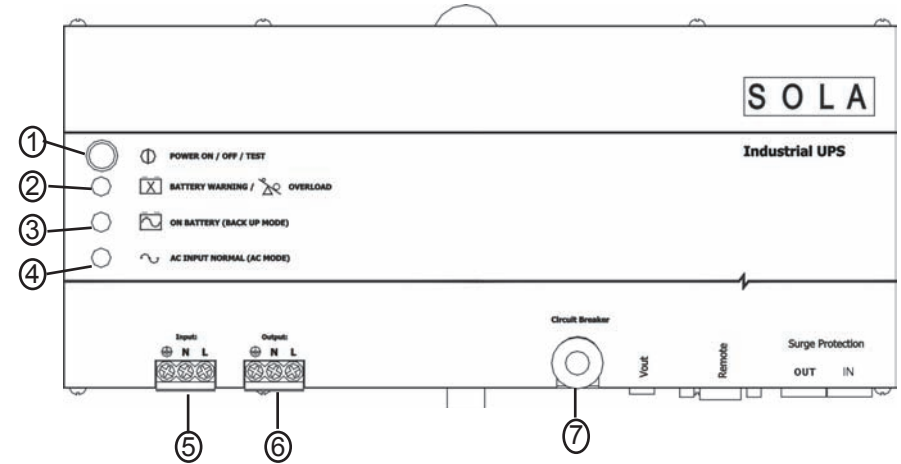 S O L A
Industrial UPS
① POWER ON / OFF / TEST
② BATTERY WARNING / OVERLOAD
③ ON BATTERY (BACK UP MODE)
④ AC INPUT NORMAL (AC MODE)
Input:
N L
Output:
N L
Circuit Breaker
Vout
Remote
Surge Protection
OUT IN
⑤ ⑥ ⑦